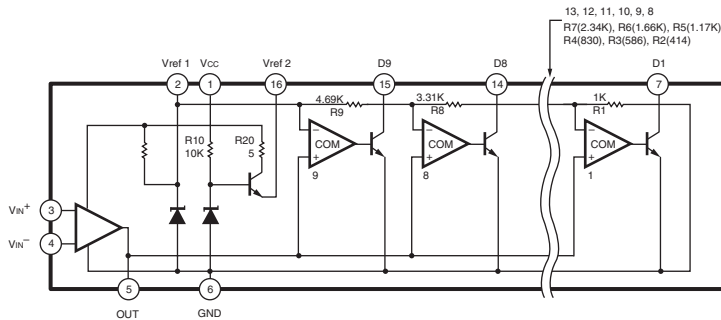 13, 12, 11, 10, 9, 8
R7(2.34K), R6(1.66K), R5(1.17K)
R4(830), R3(586), R2(414)
Vref 1
VCC
Vref 2
D9
D8
D1
2
1
16
15
14
7
4.69K
R9
3.31K
R8
1K
R1
R10
10K
R20
5
−
COM
+
9
−
COM
+
8
−
COM
+
1
VIN+
3
VIN−
4
5
6
OUT
GND